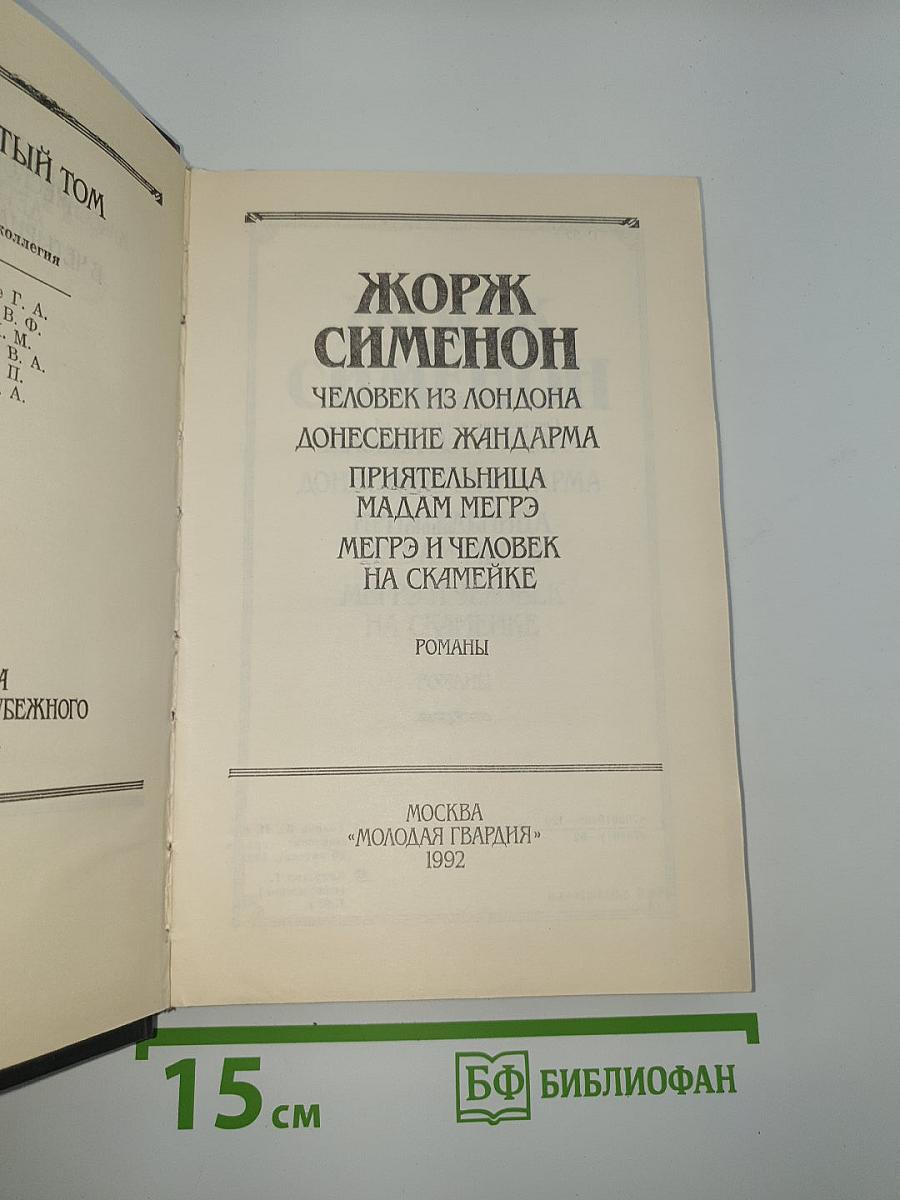 ТЫЙ ТОМ
коллегия
Г. А.
В. Ф.
М.
В. А.
П.
А.
А
УБЕЖНОГО
ЖОРЖ
СИМЕНОН
ЧЕЛОВЕК ИЗ ЛОНДОНА
ДОНЕСЕНИЕ ЖАНДАРМА
ПРИЯТЕЛЬНИЦА
МАДАМ МЕГРЭ
МЕГРЭ И ЧЕЛОВЕК
НА СКАМЕЙКЕ
РОМАНЫ
МОСКВА
«МОЛОДАЯ ГВАРДИЯ»
1992
15 см
БФ БИБЛИОФАН